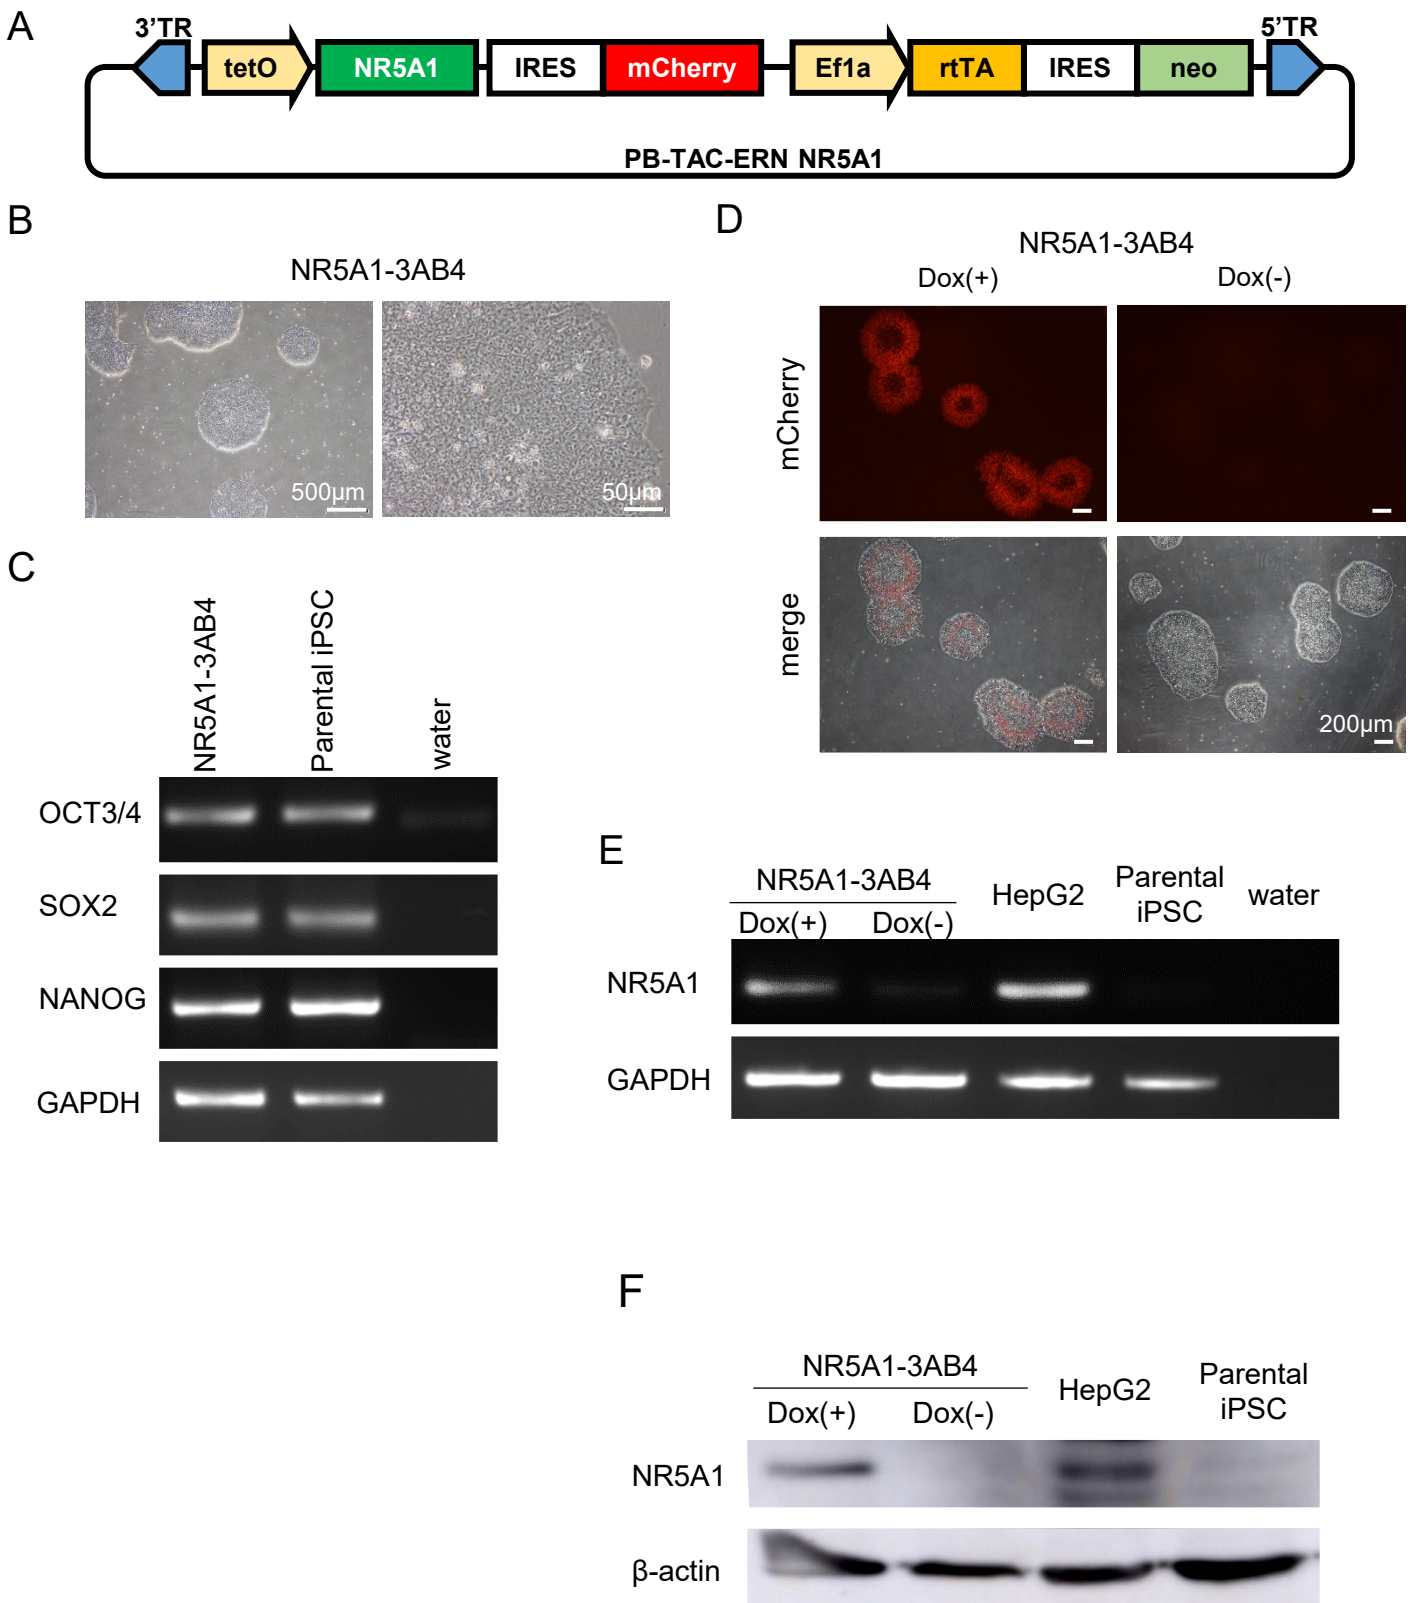 A
3'TR
5'TR
tetO
NR5A1
IRES
mCherry
Ef1a
rtTA
IRES
neo
PB-TAC-ERN NR5A1
B
NR5A1-3AB4
500μm
50μm
C
NR5A1-3AB4
Parental iPSC
water
OCT3/4
SOX2
NANOG
GAPDH
D
NR5A1-3AB4
Dox(+)
Dox(-)
mCherry
merge
200μm
E
NR5A1-3AB4
HepG2
Parental
iPSC
water
Dox(+)
Dox(-)
NR5A1
GAPDH
F
NR5A1-3AB4
HepG2
Parental
iPSC
Dox(+)
Dox(-)
NR5A1
β-actin